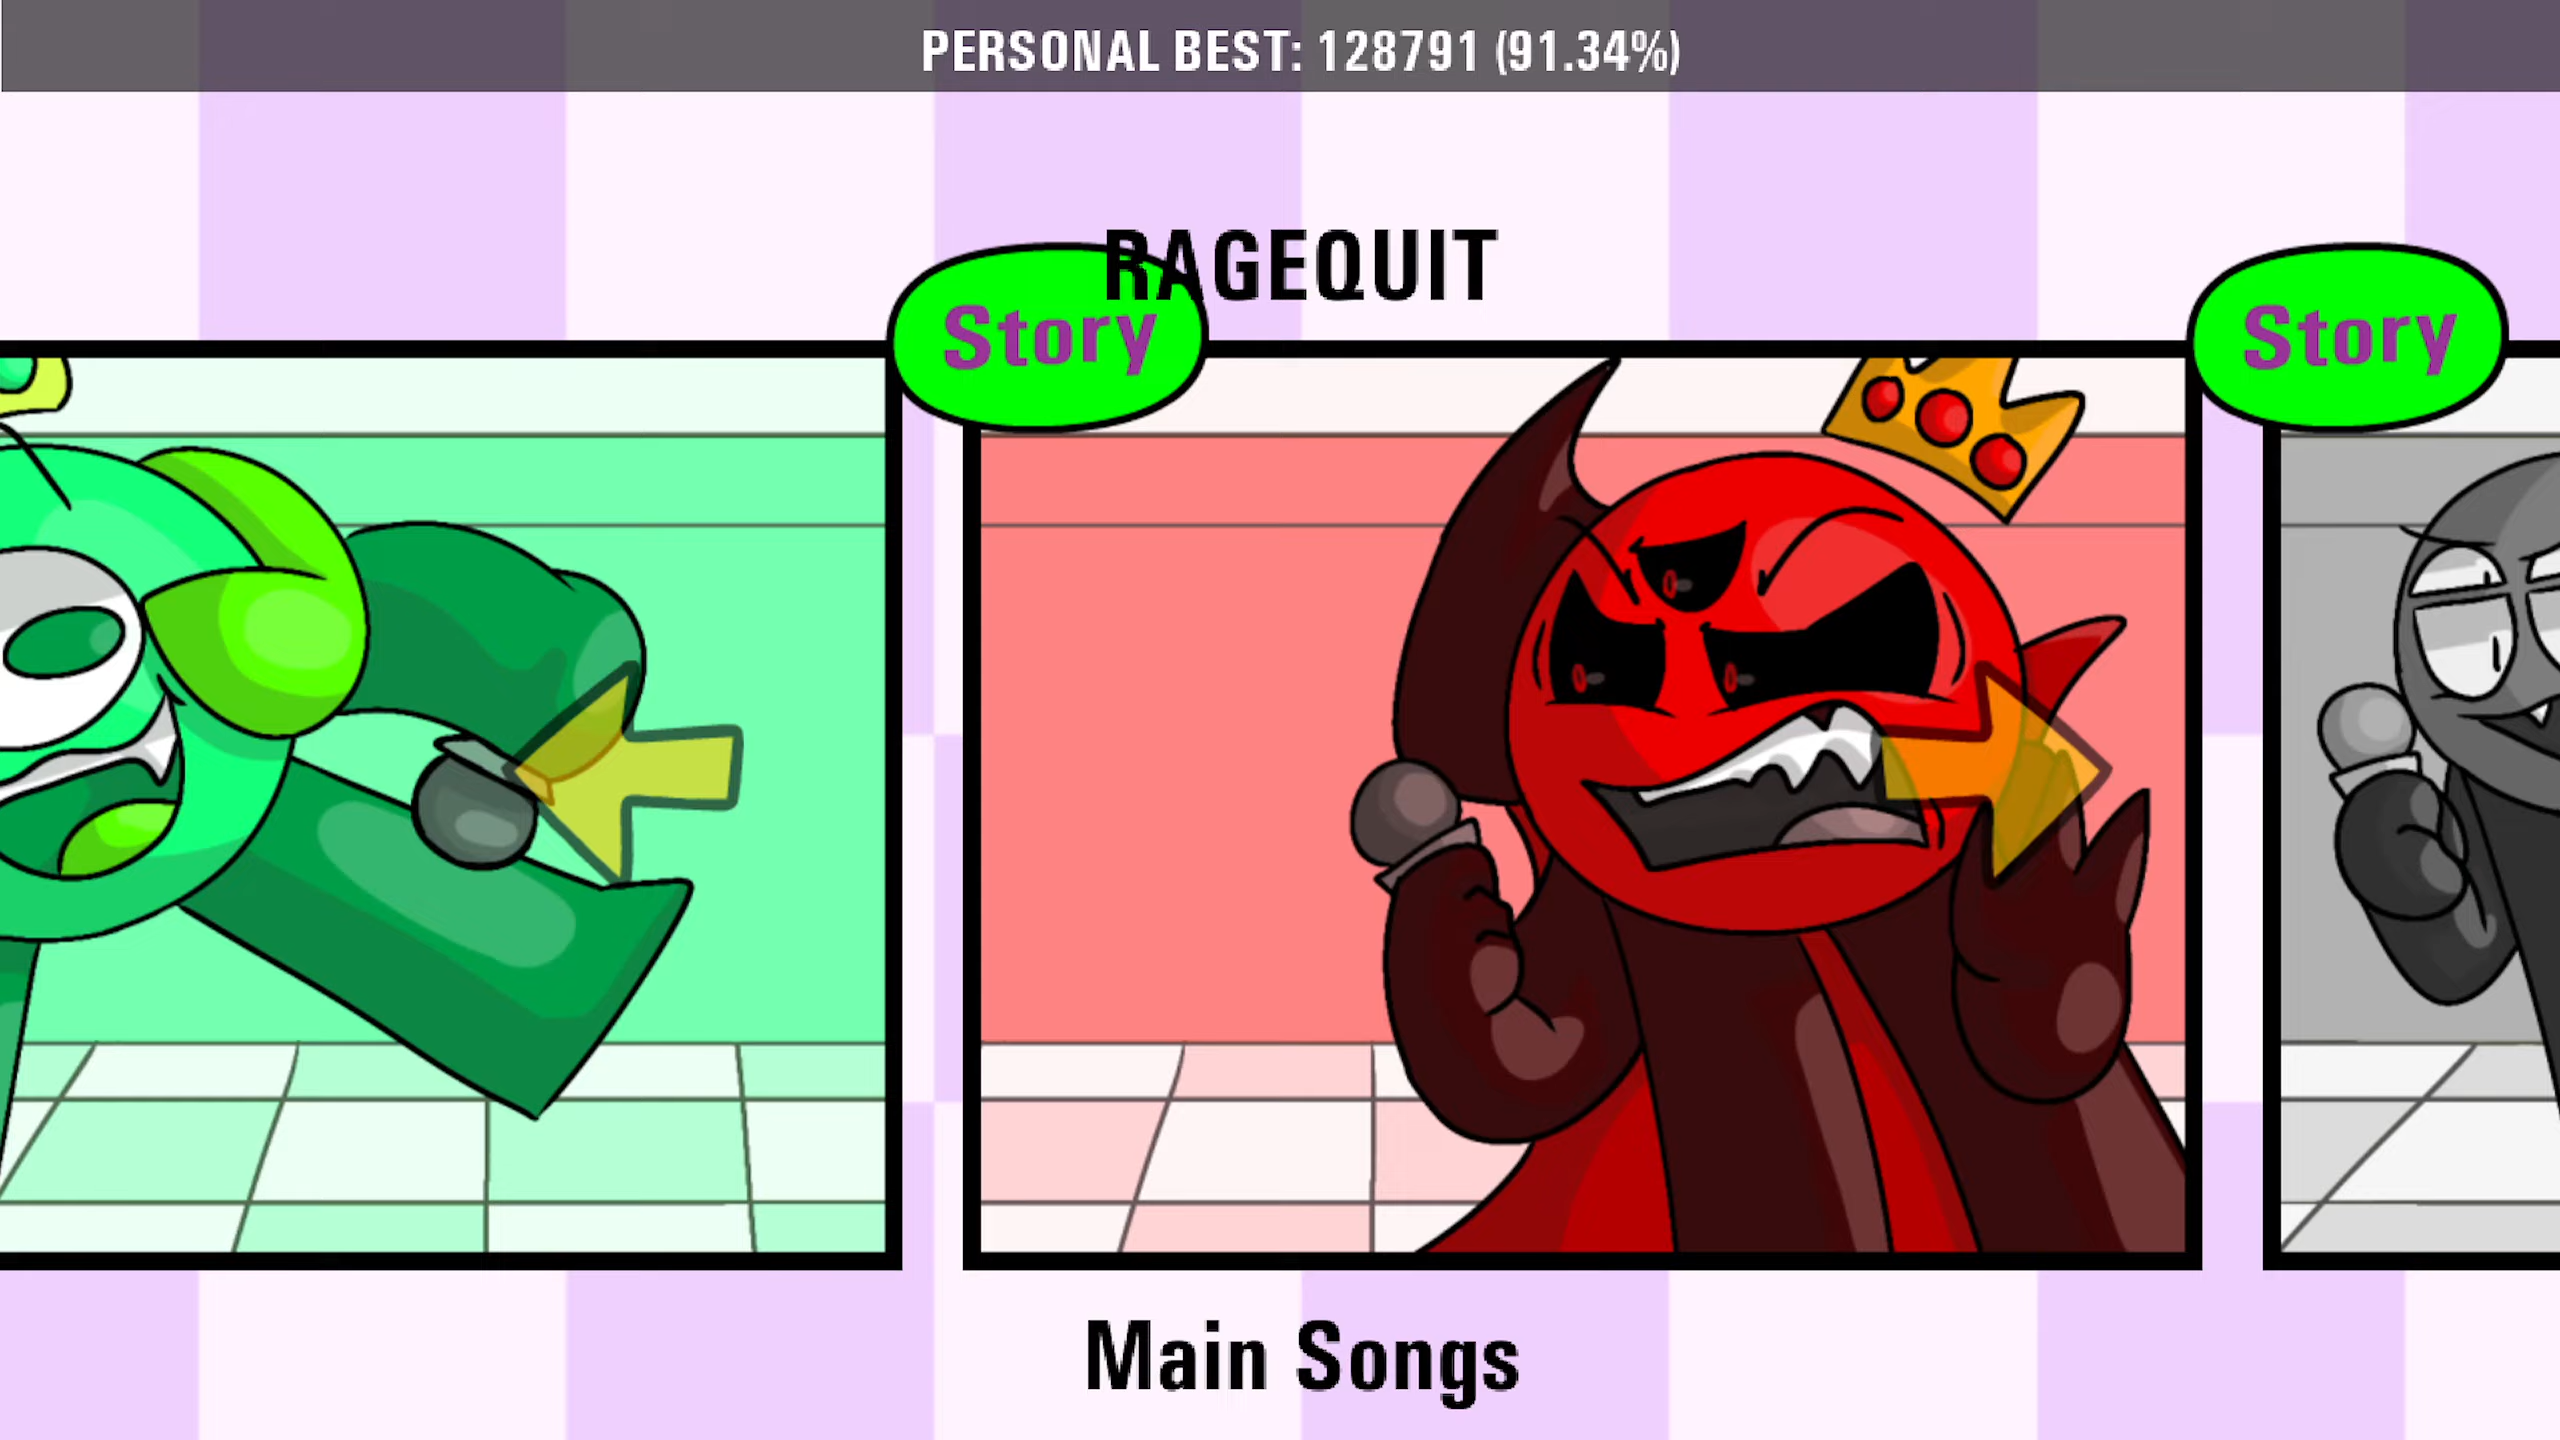 PERSONAL BEST: 128791 (91.34%)
RAGEQUIT
Story
Story
Main Songs